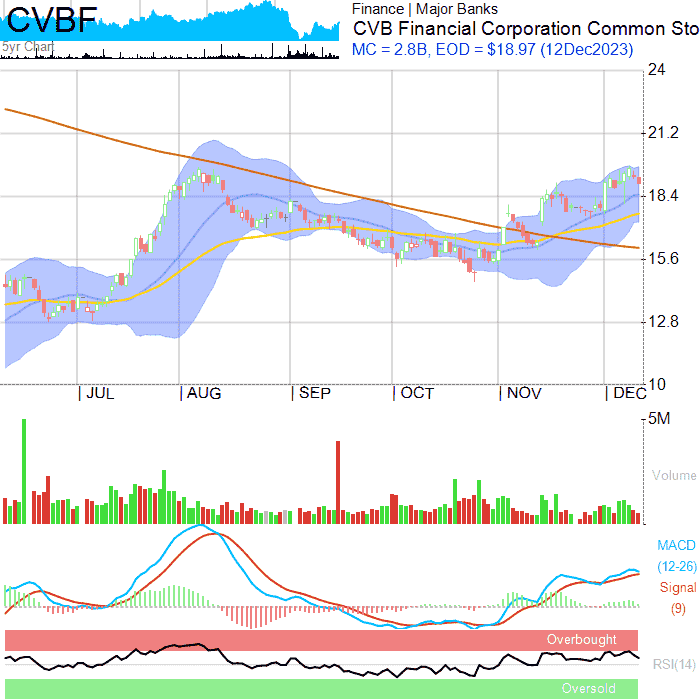 CVBF
5yr Chart
Finance | Major Banks
CVB Financial Corporation Common Sto
MC = 2.8B, EOD = $18.97 (12Dec2023)
24
21.2
18.4
15.6
12.8
10
JUL AUG SEP OCT NOV DEC
5M
Volume
MACD
(12-26)
Signal
(9)
Overbought
RSI(14)
Oversold